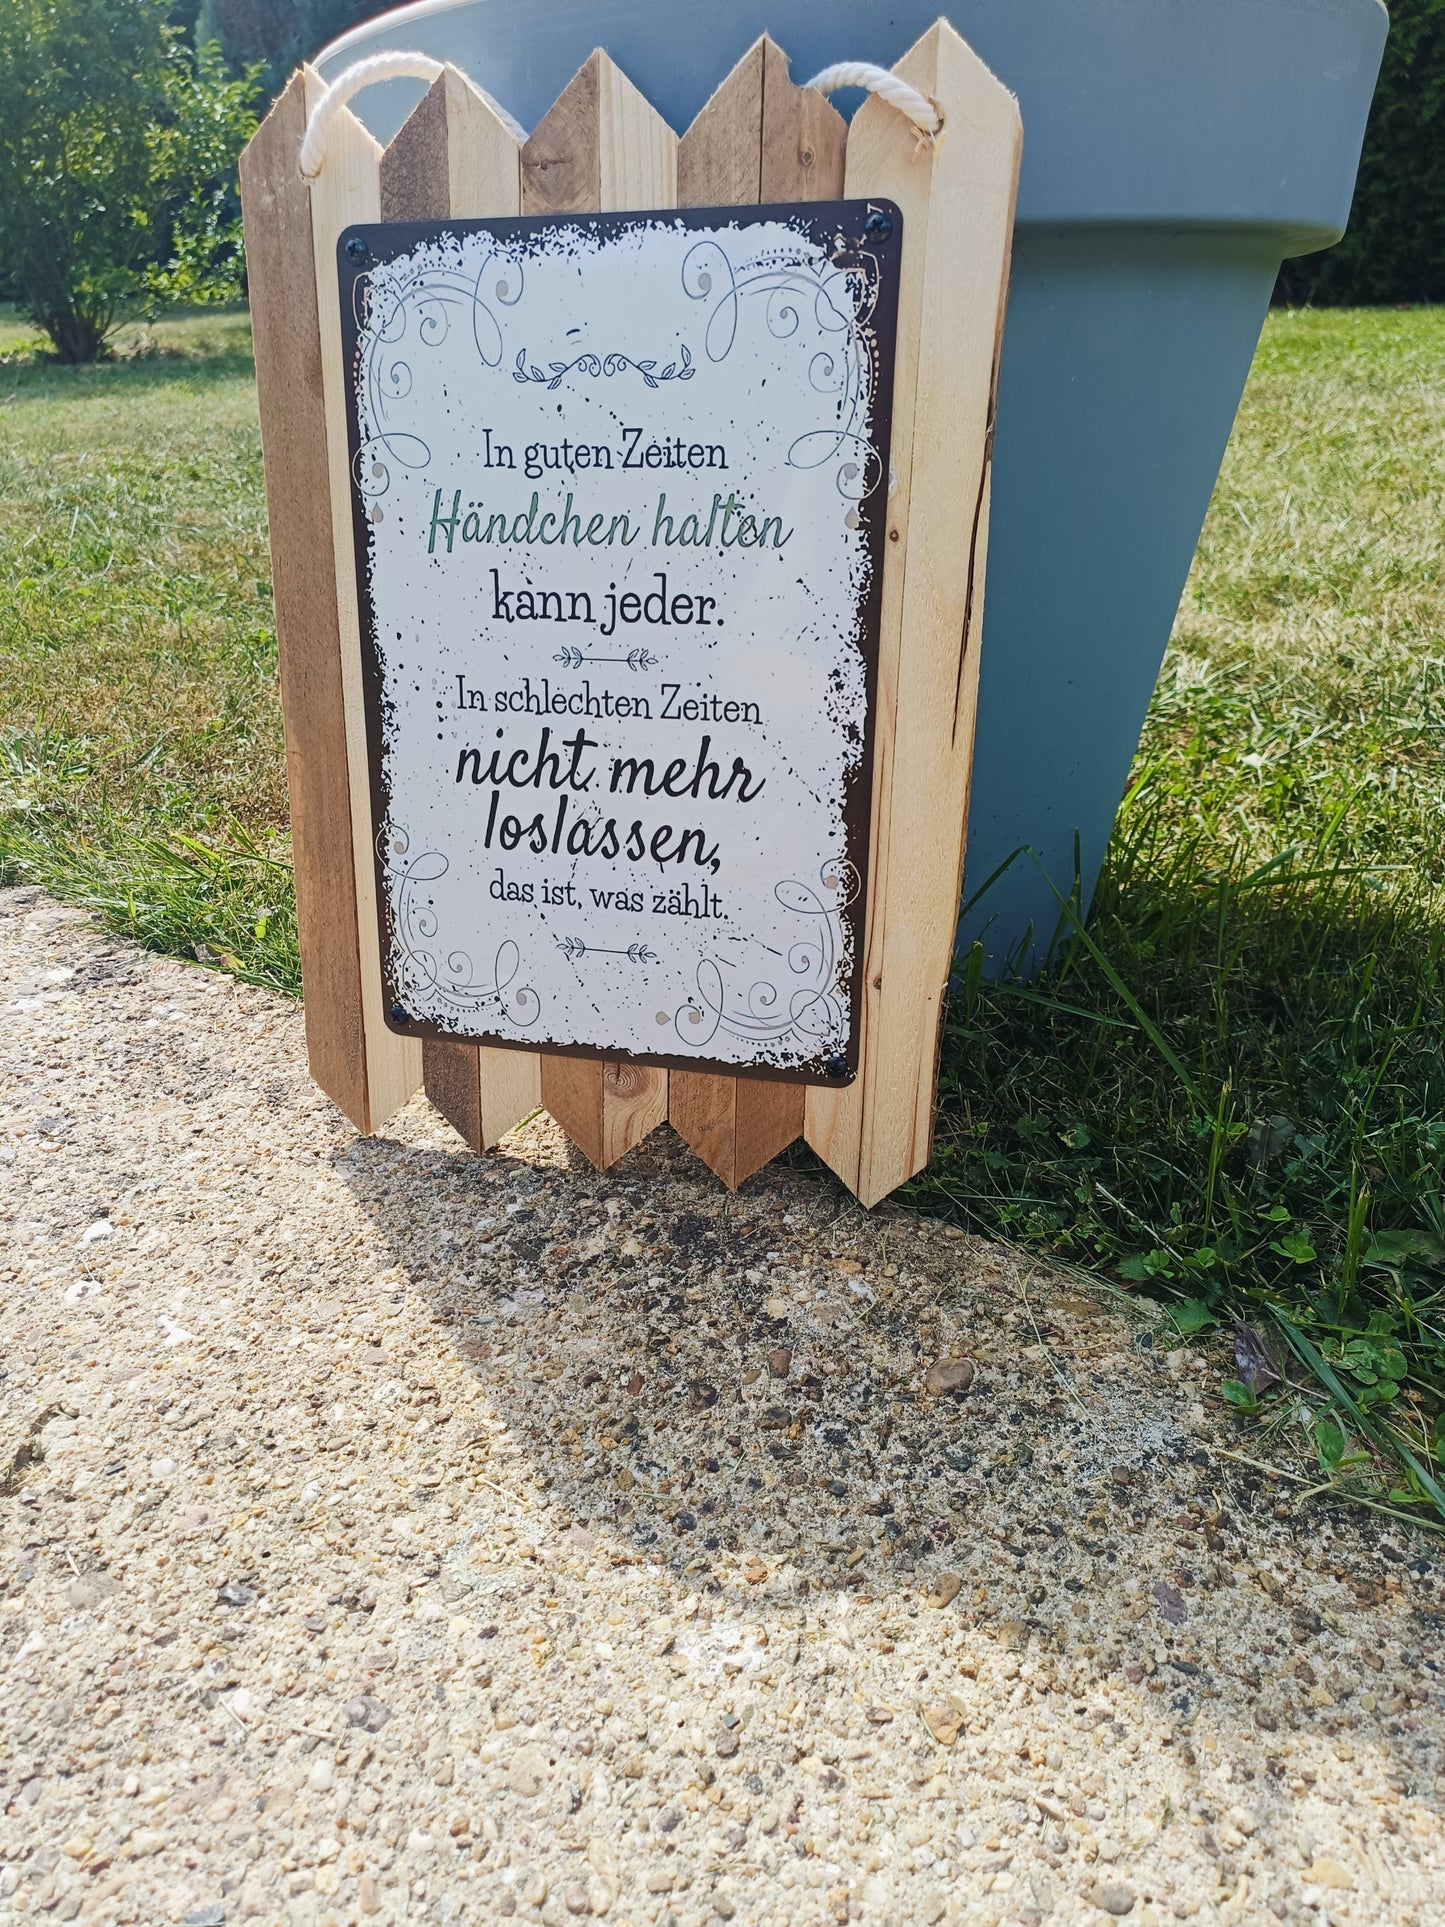 In guten Zeiten
Händchen halten
kann jeder.
In schlechten Zeiten
nicht mehr
loslassen,
das ist, was zählt.